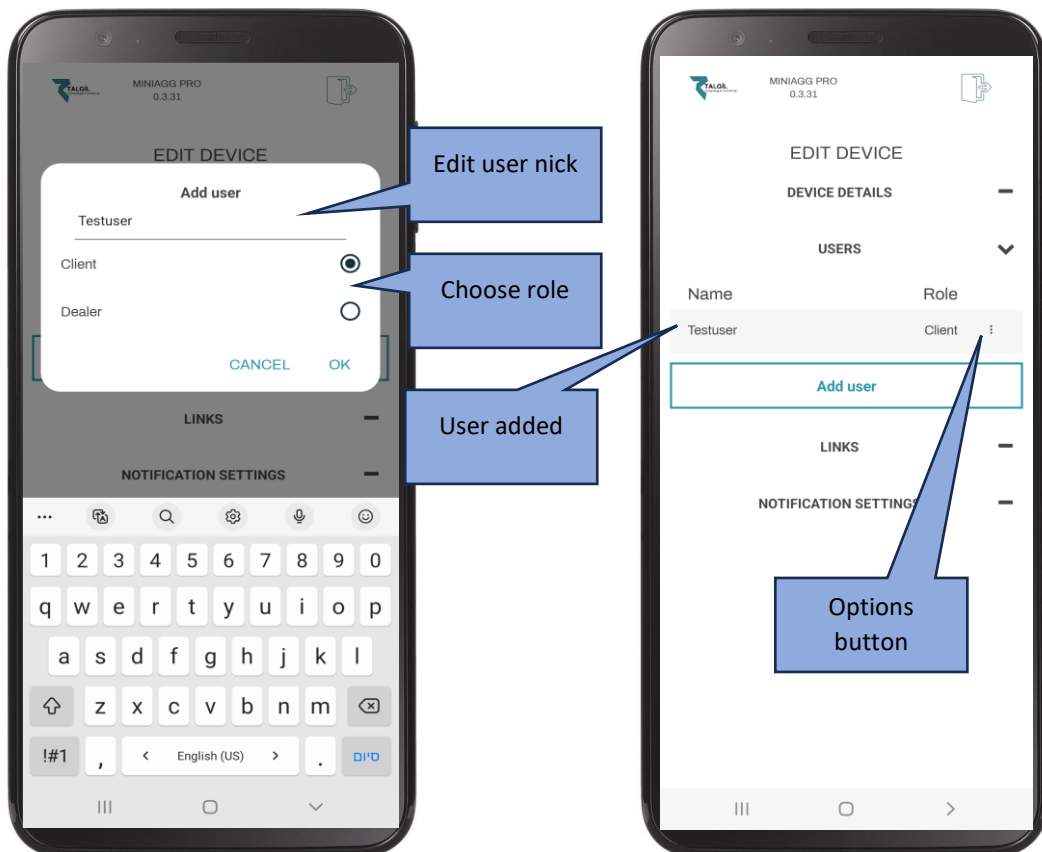 TALGIL
MINIAGG PRO
0.3.31
EDIT DEVICE
Add user
Testuser
Client
Dealer
CANCEL OK
LINKS
NOTIFICATION SETTINGS
1 2 3 4 5 6 7 8 9 0
q w e r t y u i o p
a s d f g h j k l
z x c v b n m
!#1 , < English (US) > . סיום
Edit user nick
Choose role
User added
TALGIL
MINIAGG PRO
0.3.31
EDIT DEVICE
DEVICE DETAILS
USERS
Name Role
Testuser Client
Add user
LINKS
NOTIFICATION SETTINGS
Options
button